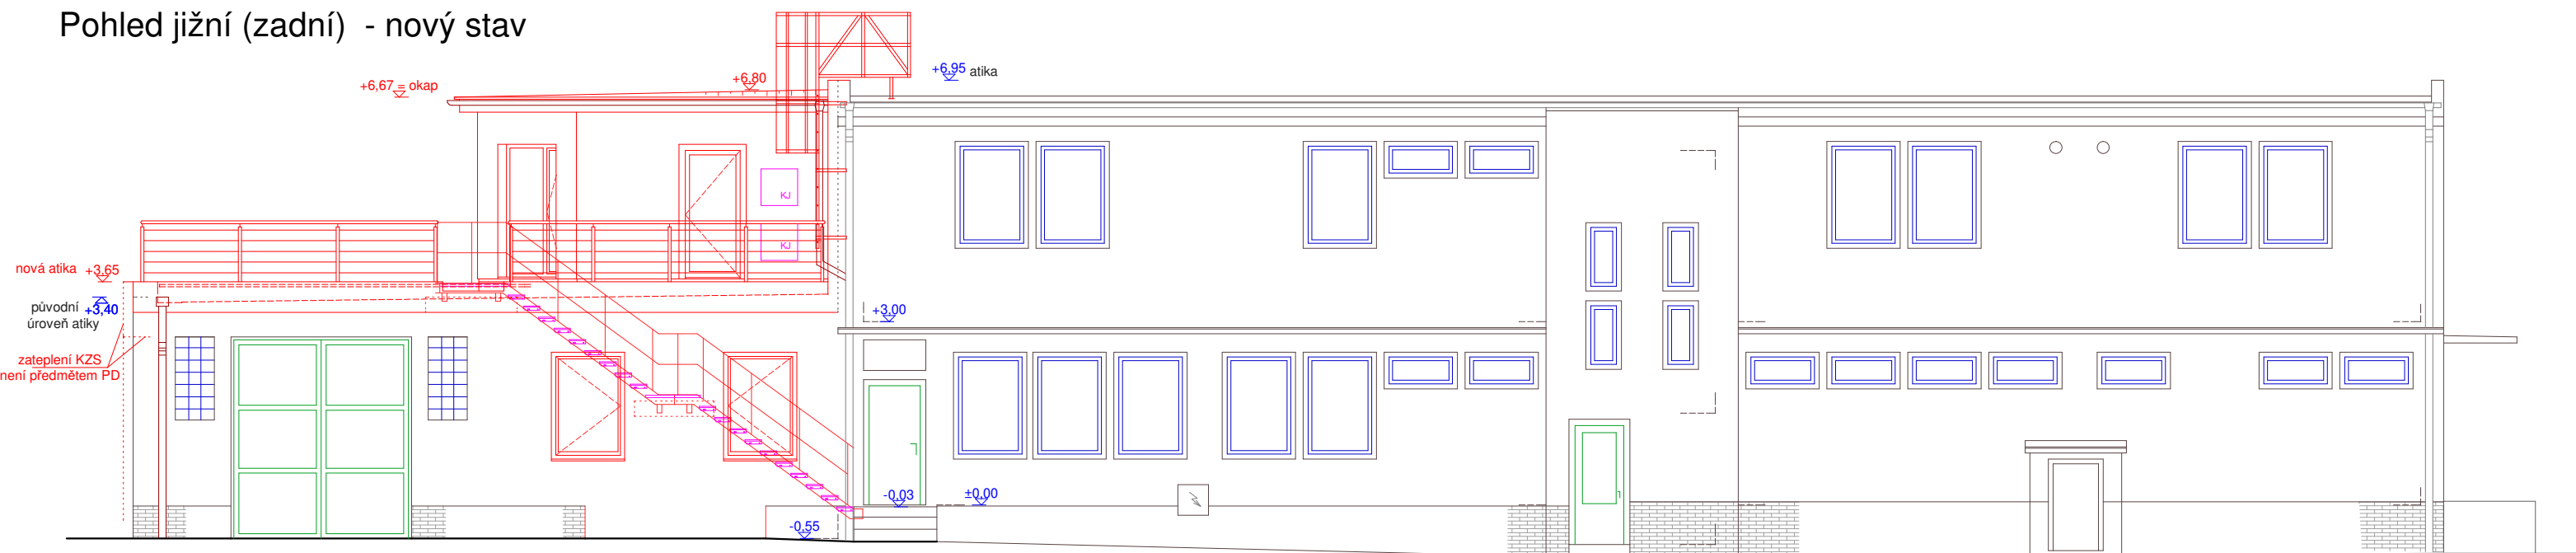 Pohled jižní (zadní) - nový stav
+6,95 atika
+6,80
+6,67 = okap
KJ
KJ
nová atika +3,65
původní +3,40
úroveň atiky
+3,00
zateplení KZS
není předmětem PD
-0,03
±0,00
-0,55